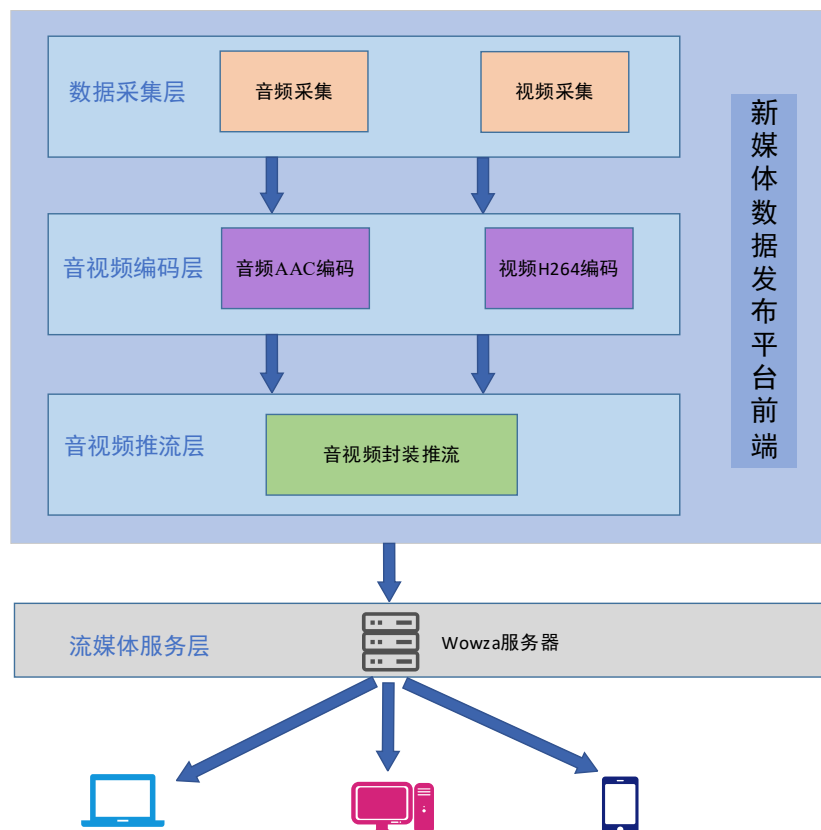 数据采集层
音频采集
视频采集
新媒体数据发布平台前端
音视频编码层
音频AAC编码
视频H264编码
音视频推流层
音视频封装推流
流媒体服务层
Wowza服务器